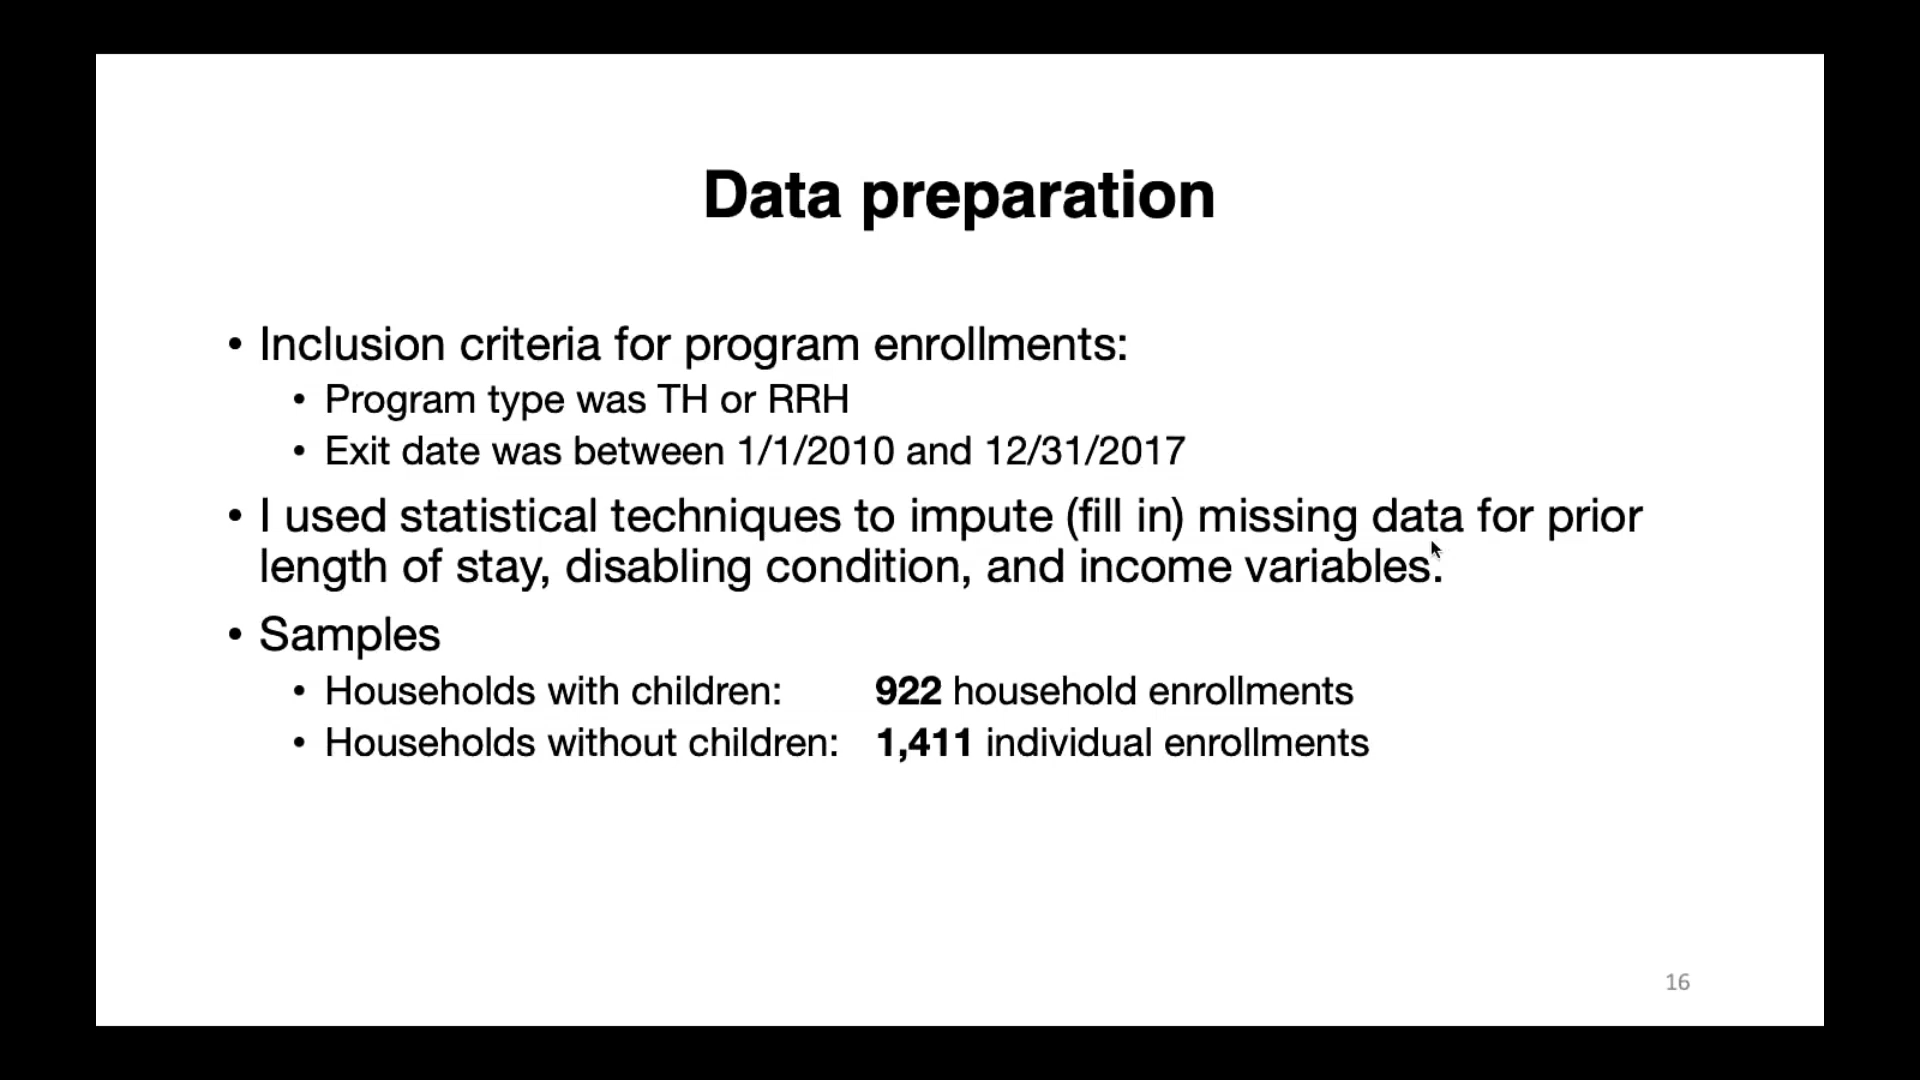 Data preparation
• Inclusion criteria for program enrollments:
• Program type was TH or RRH
• Exit date was between 1/1/2010 and 12/31/2017
• I used statistical techniques to impute (fill in) missing data for prior
length of stay, disabling condition, and income variables.
• Samples
• Households with children: 922 household enrollments
• Households without children: 1,411 individual enrollments
16